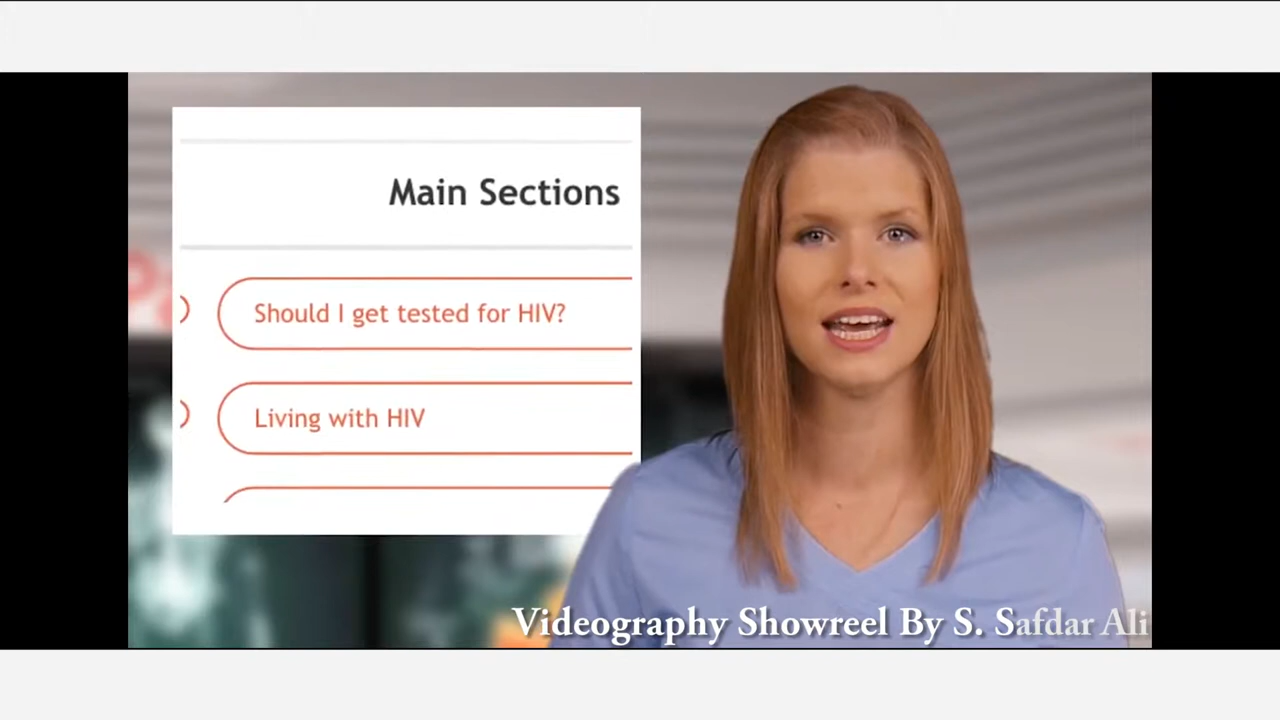 Main Sections
Should I get tested for HIV?
Living with HIV
Videography Showreel By S. Safdar Ali